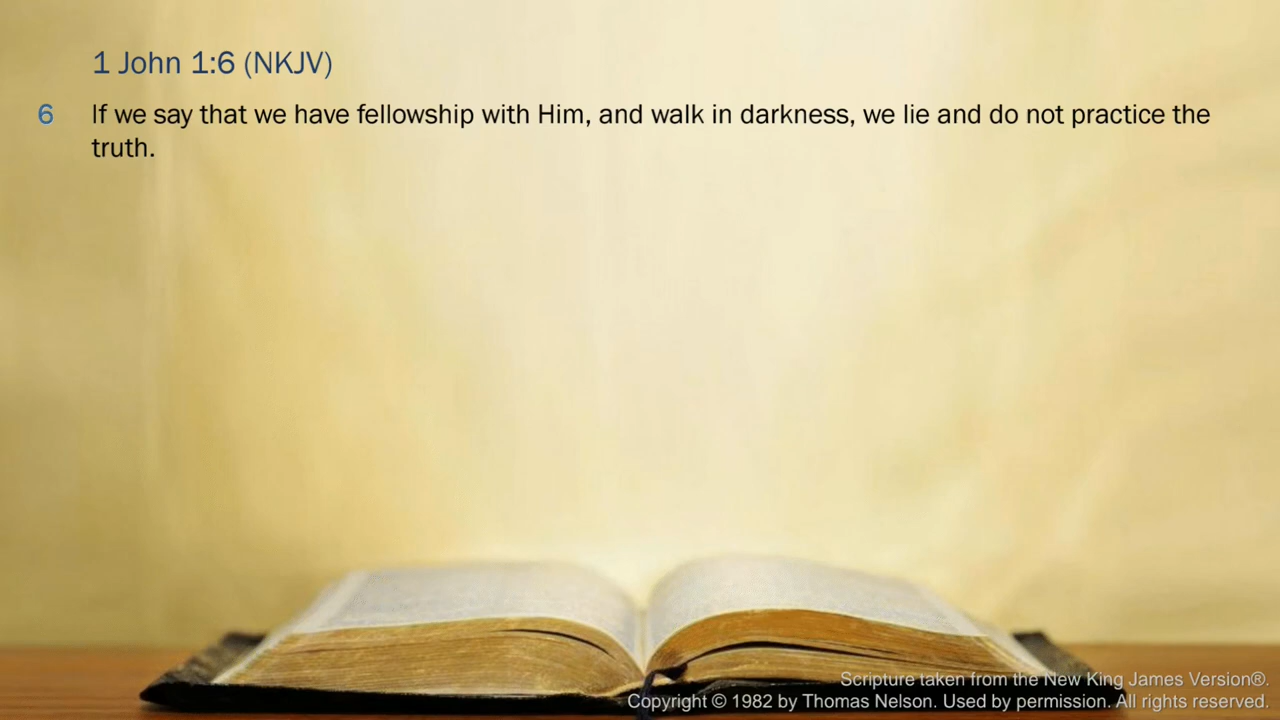 1 John 1:6 (NKJV)
6 If we say that we have fellowship with Him, and walk in darkness, we lie and do not practice the
truth.
Scripture taken from the New King James Version®.
Copyright © 1982 by Thomas Nelson. Used by permission. All rights reserved.